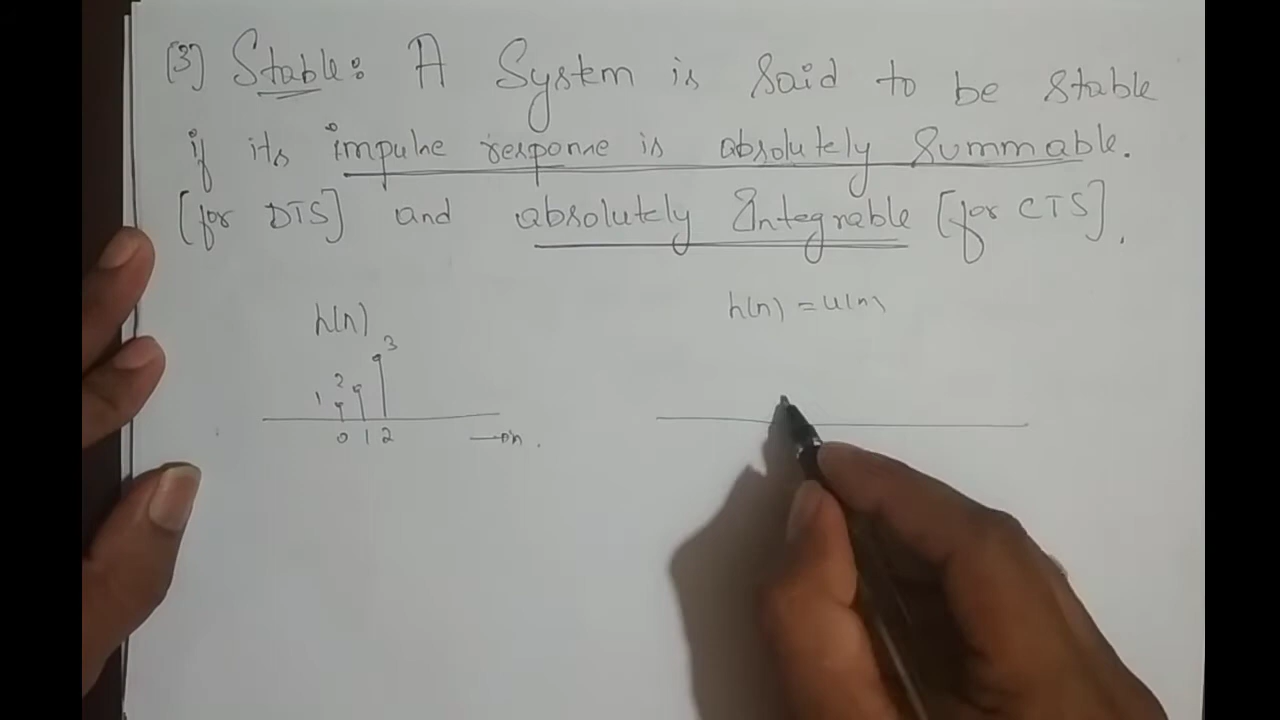 (3) Stable: A System is Said to be Stable
if its impulse response is absolutely Summable.
[for DTS] and absolutely Integrable [for CTS].
h(n)
h(n) = u(n)
3
2
1
0 1 2
→n.